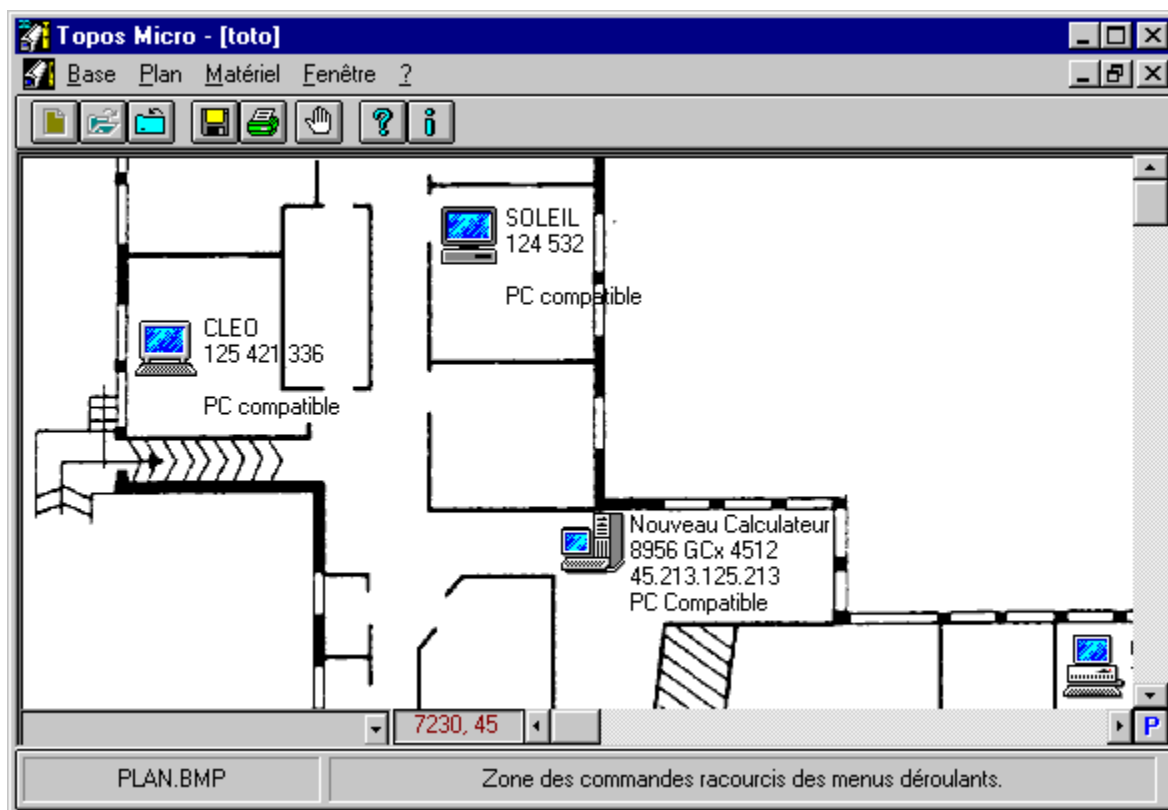 Topos Micro - [toto]
Base Plan Matériel Fenêtre ?
SOLEIL
124 532
PC compatible
CLEO
125 421 336
PC compatible
Nouveau Calculateur
8956 GCx 4512
45.213.125.213
PC Compatible
7230, 45
P
PLAN.BMP
Zone des commandes racourcis des menus déroulants.